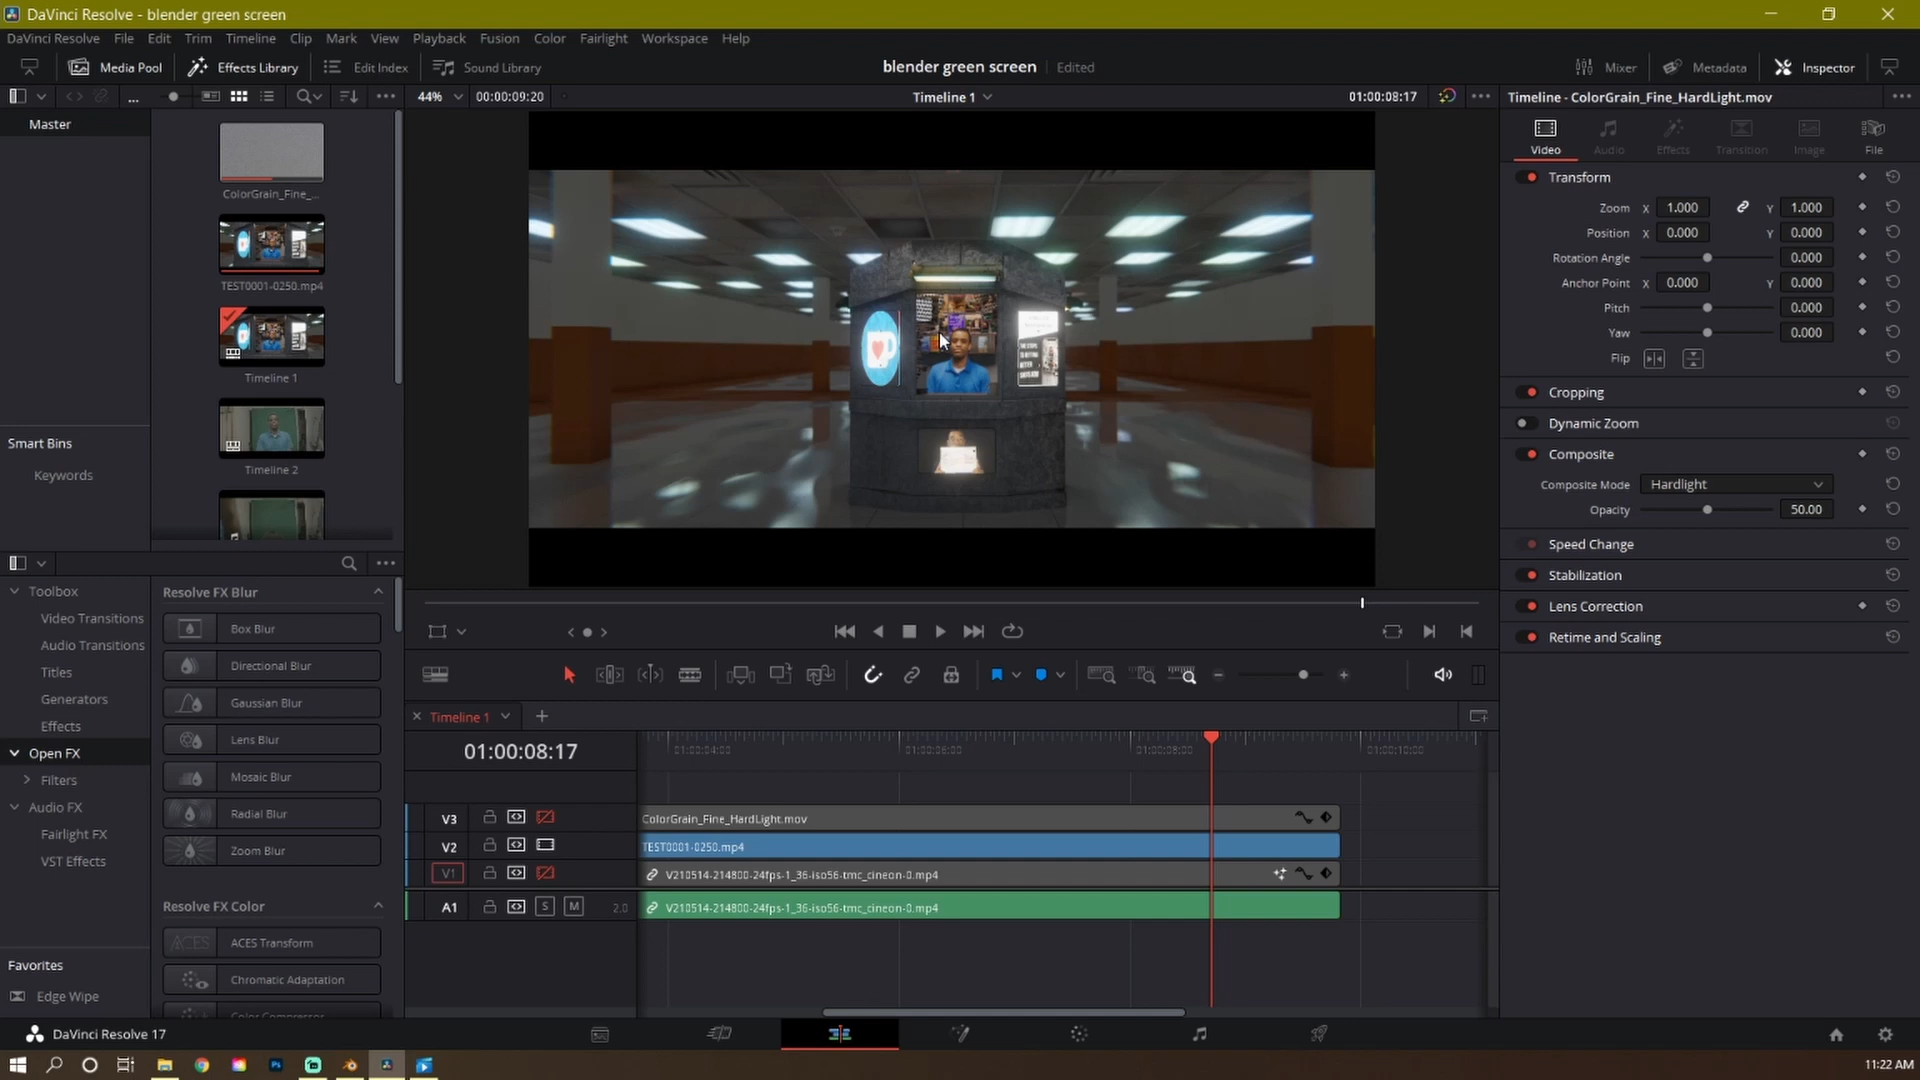 DaVinci Resolve - blender green screen
DaVinci Resolve File Edit Trim Timeline Clip Mark View Playback Fusion Color Fairlight Workspace Help
Media Pool Effects Library Edit Index Sound Library blender green screen Edited Mixer Metadata Inspector
44% 00:00:09:20 Timeline 1 01:00:08:17 Timeline - ColorGrain_Fine_HardLight.mov
Master
ColorGrain_Fine_...
TEST0001-0250.mp4
Timeline 1
Timeline 2
Smart Bins
Keywords
Video Audio Effects Transition Image File
Transform
Zoom X 1.000 Y 1.000
Position X 0.000 Y 0.000
Rotation Angle 0.000
Anchor Point X 0.000 Y 0.000
Pitch 0.000
Yaw 0.000
Flip
Cropping
Dynamic Zoom
Composite
Composite Mode Hardlight
Opacity 50.00
Speed Change
Stabilization
Lens Correction
Retime and Scaling
Toolbox
Video Transitions
Audio Transitions
Titles
Generators
Effects
Open FX
Filters
Audio FX
Fairlight FX
VST Effects
Favorites
Edge Wipe
Resolve FX Blur
Box Blur
Directional Blur
Gaussian Blur
Lens Blur
Mosaic Blur
Radial Blur
Zoom Blur
Resolve FX Color
ACES Transform
Chromatic Adaptation
Color Compressor
Timeline 1
01:00:08:17 01:00:04:00 01:00:06:00 01:00:08:00 01:00:10:00
V3 ColorGrain_Fine_HardLight.mov
V2 TEST0001-0250.mp4
V1 V210514-214800-24fps-1_36-iso56-tmc_cineon-0.mp4
A1 S M 2.0 V210514-214800-24fps-1_36-iso56-tmc_cineon-0.mp4
DaVinci Resolve 17
11:22 AM